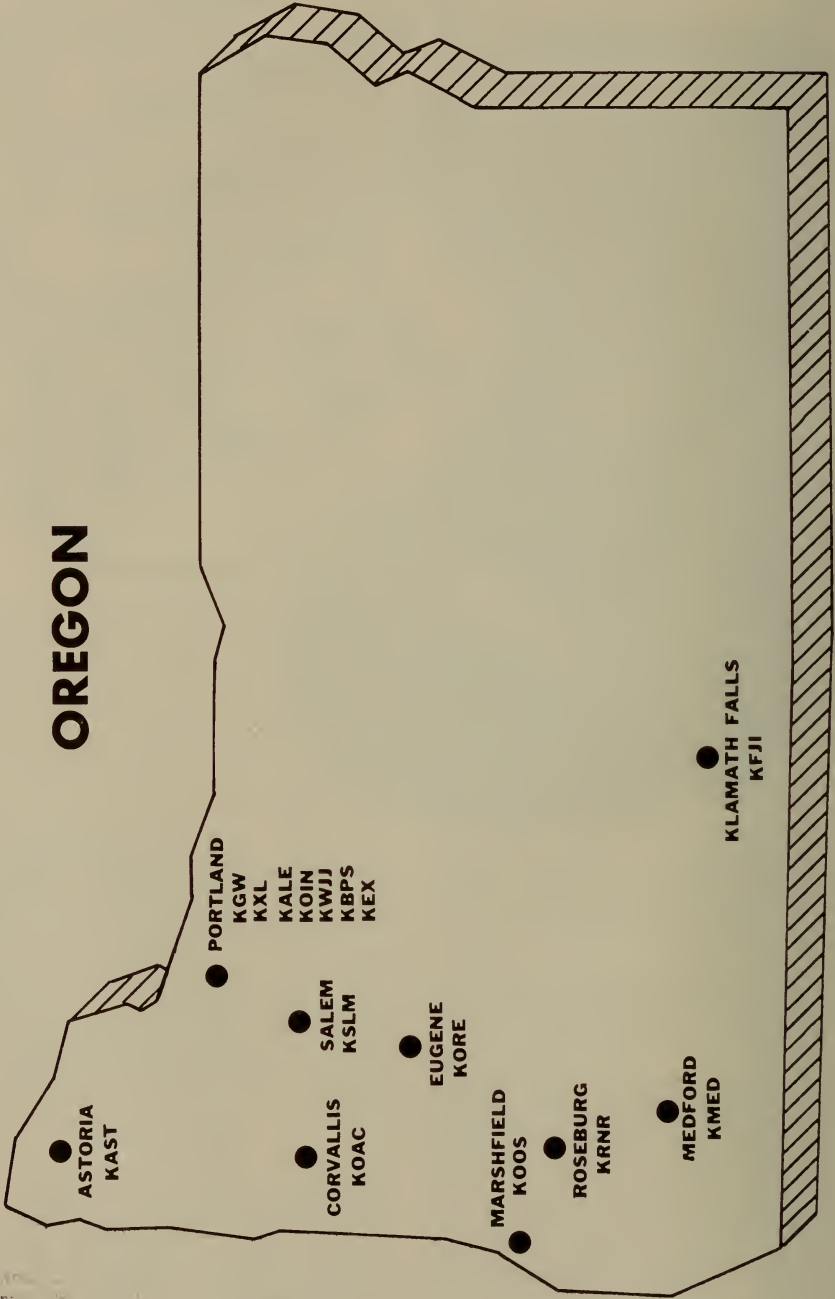 OREGON
ASTORIA
KAST
PORTLAND
KGW
KXL
KALE
KOIN
KWJJ
KBPS
KEX
SALEM
KSLM
CORVALLIS
KOAC
EUGENE
KORE
MARSHFIELD
KOOS
ROSEBURG
KRNR
MEDFORD
KMED
KLAMATH FALLS
KFJI